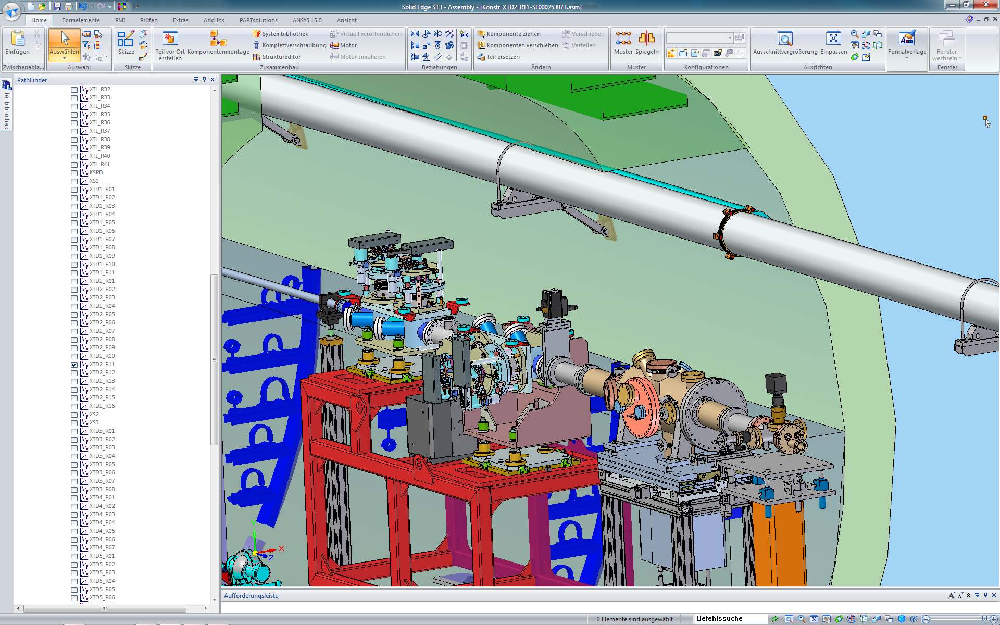 Solid Edge ST3 - Assembly - [Konstr_XTD2_R11-SE000253073.asm]
Home Formelemente PMI Prüfen Extras Add-Ins PARTsolutions ANSYS 15.0 Ansicht
Einfügen
Zwischenabla...
Auswählen
Auswahl
Skizze
Skizze
Teil vor Ort erstellen
Komponentenmontage
Systembibliothek
Komplettverschraubung
Struktureditor
Virtuell veröffentlichen
Motor
Motor simulieren
Zusammenbau
Beziehungen
Komponente ziehen
Komponenten verschieben
Teil ersetzen
Verschieben
Verteilen
Ändern
Muster
Spiegeln
Muster
Konfigurationen
Ausschnittvergrößerung
Einpassen
Ausrichten
Formatvorlage
Fenster wechseln
Fenster
Teilbibliothek
PathFinder
XTL_R32
XTL_R33
XTL_R34
XTL_R35
XTL_R36
XTL_R37
XTL_R38
XTL_R39
XTL_R40
XTL_R41
KSPD
XS1
XTD1_R01
XTD1_R02
XTD1_R03
XTD1_R04
XTD1_R05
XTD1_R06
XTD1_R07
XTD1_R08
XTD1_R09
XTD1_R10
XTD1_R11
XTD2_R01
XTD2_R02
XTD2_R03
XTD2_R04
XTD2_R05
XTD2_R06
XTD2_R07
XTD2_R08
XTD2_R09
XTD2_R10
XTD2_R11
XTD2_R12
XTD2_R13
XTD2_R14
XTD2_R15
XTD2_R16
XS2
XS3
XTD3_R01
XTD3_R02
XTD3_R03
XTD3_R04
XTD3_R05
XTD3_R06
XTD3_R07
XTD3_R08
XTD4_R01
XTD4_R02
XTD4_R03
XTD4_R04
XTD4_R05
XTD4_R06
XTD4_R07
XTD5_R01
XTD5_R02
XTD5_R03
XTD5_R04
XTD5_R05
XTD5_R06
Y
X
Z
Aufforderungsleiste
0 Elemente sind ausgewählt
Befehlssuche